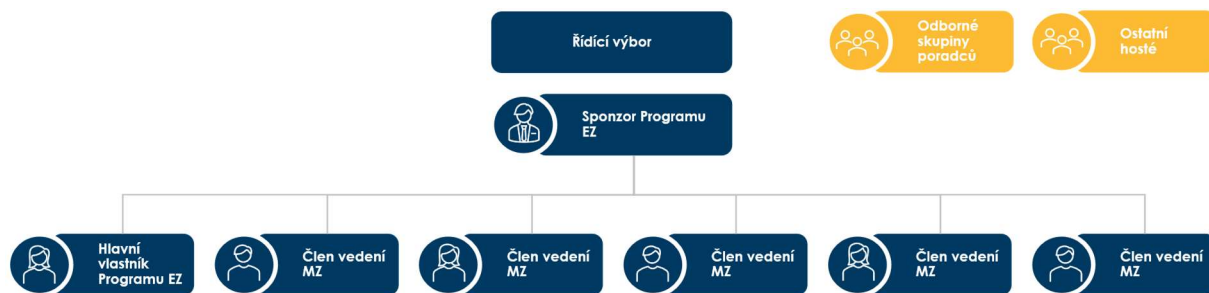 Řídící výbor
Odborné
skupiny
poradců
Ostatní
hosté
Sponzor Programu
EZ
Hlavní
vlastník
Programu EZ
Člen vedení
MZ
Člen vedení
MZ
Člen vedení
MZ
Člen vedení
MZ
Člen vedení
MZ